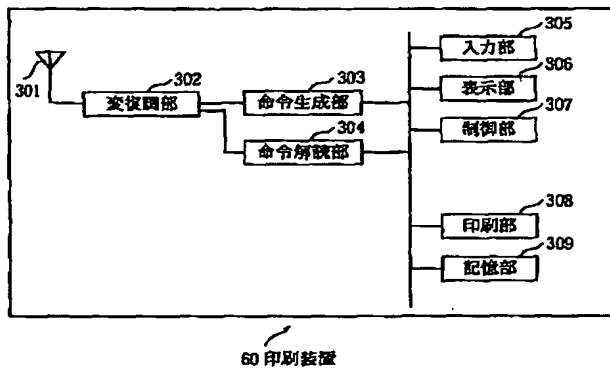 305
入力部
301
302
変復調部
303
命令生成部
306
表示部
304
命令解読部
307
制御部
308
印刷部
309
記憶部
60 印刷装置